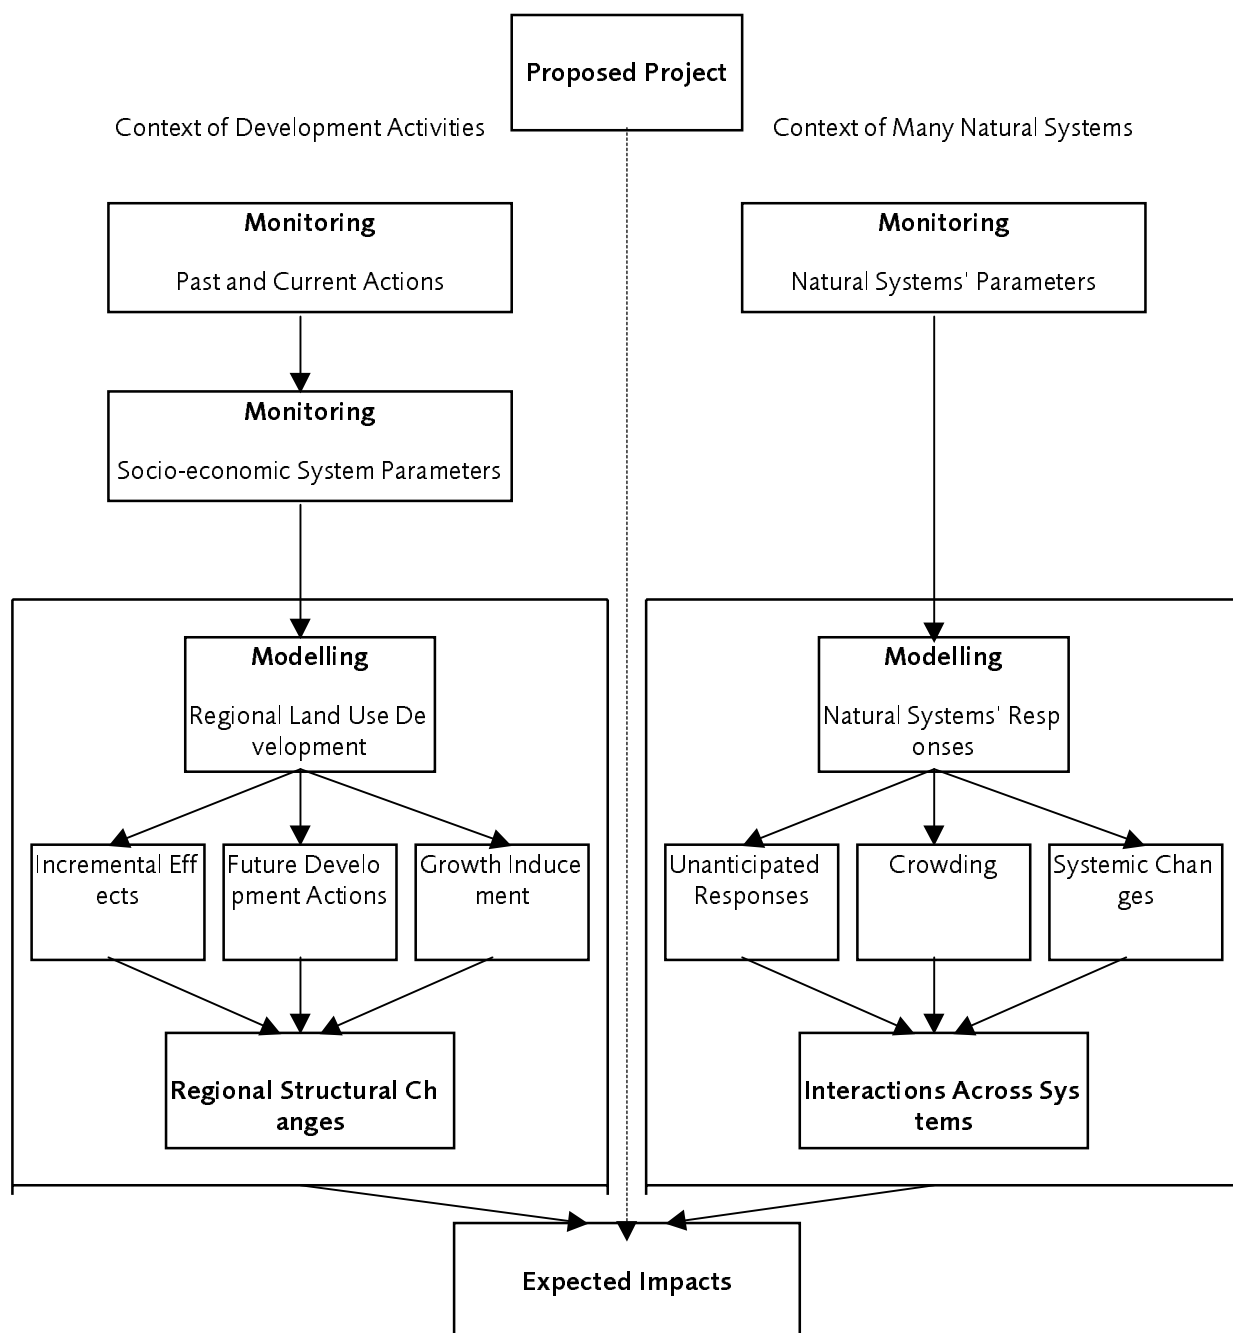 Proposed Project
Context of Development Activities
Context of Many Natural Systems
Monitoring
Past and Current Actions
Monitoring
Natural Systems' Parameters
Monitoring
Socio-economic System Parameters
Modelling
Regional Land Use De
velopment
Modelling
Natural Systems' Resp
onses
Incremental Eff
ects
Future Develo
pment Actions
Growth Induce
ment
Unanticipated
Responses
Crowding
Systemic Chan
ges
Regional Structural Ch
anges
Interactions Across Sys
tems
Expected Impacts